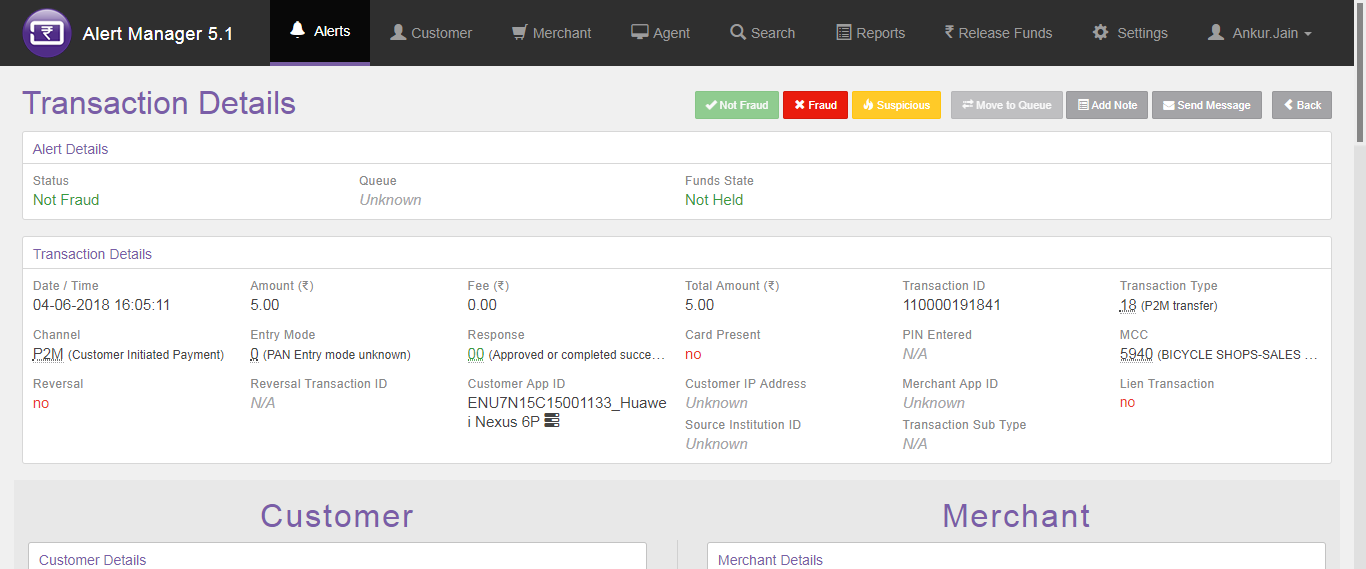 Alert Manager 5.1
Alerts
Customer
Merchant
Agent
Search
Reports
₹ Release Funds
Settings
Ankur.Jain
Transaction Details
Not Fraud
Fraud
Suspicious
Move to Queue
Add Note
Send Message
Back
Alert Details
Status
Queue
Funds State
Not Fraud
Unknown
Not Held
Transaction Details
Date / Time
Amount (₹)
Fee (₹)
Total Amount (₹)
Transaction ID
Transaction Type
04-06-2018 16:05:11
5.00
0.00
5.00
110000191841
18 (P2M transfer)
Channel
Entry Mode
Response
Card Present
PIN Entered
MCC
P2M (Customer Initiated Payment)
0 (PAN Entry mode unknown)
00 (Approved or completed succe…
no
N/A
5940 (BICYCLE SHOPS-SALES …
Reversal
Reversal Transaction ID
Customer App ID
Customer IP Address
Merchant App ID
Lien Transaction
no
N/A
ENU7N15C15001133_Huawe
i Nexus 6P
Unknown
Unknown
no
Source Institution ID
Transaction Sub Type
Unknown
N/A
Customer
Merchant
Customer Details
Merchant Details